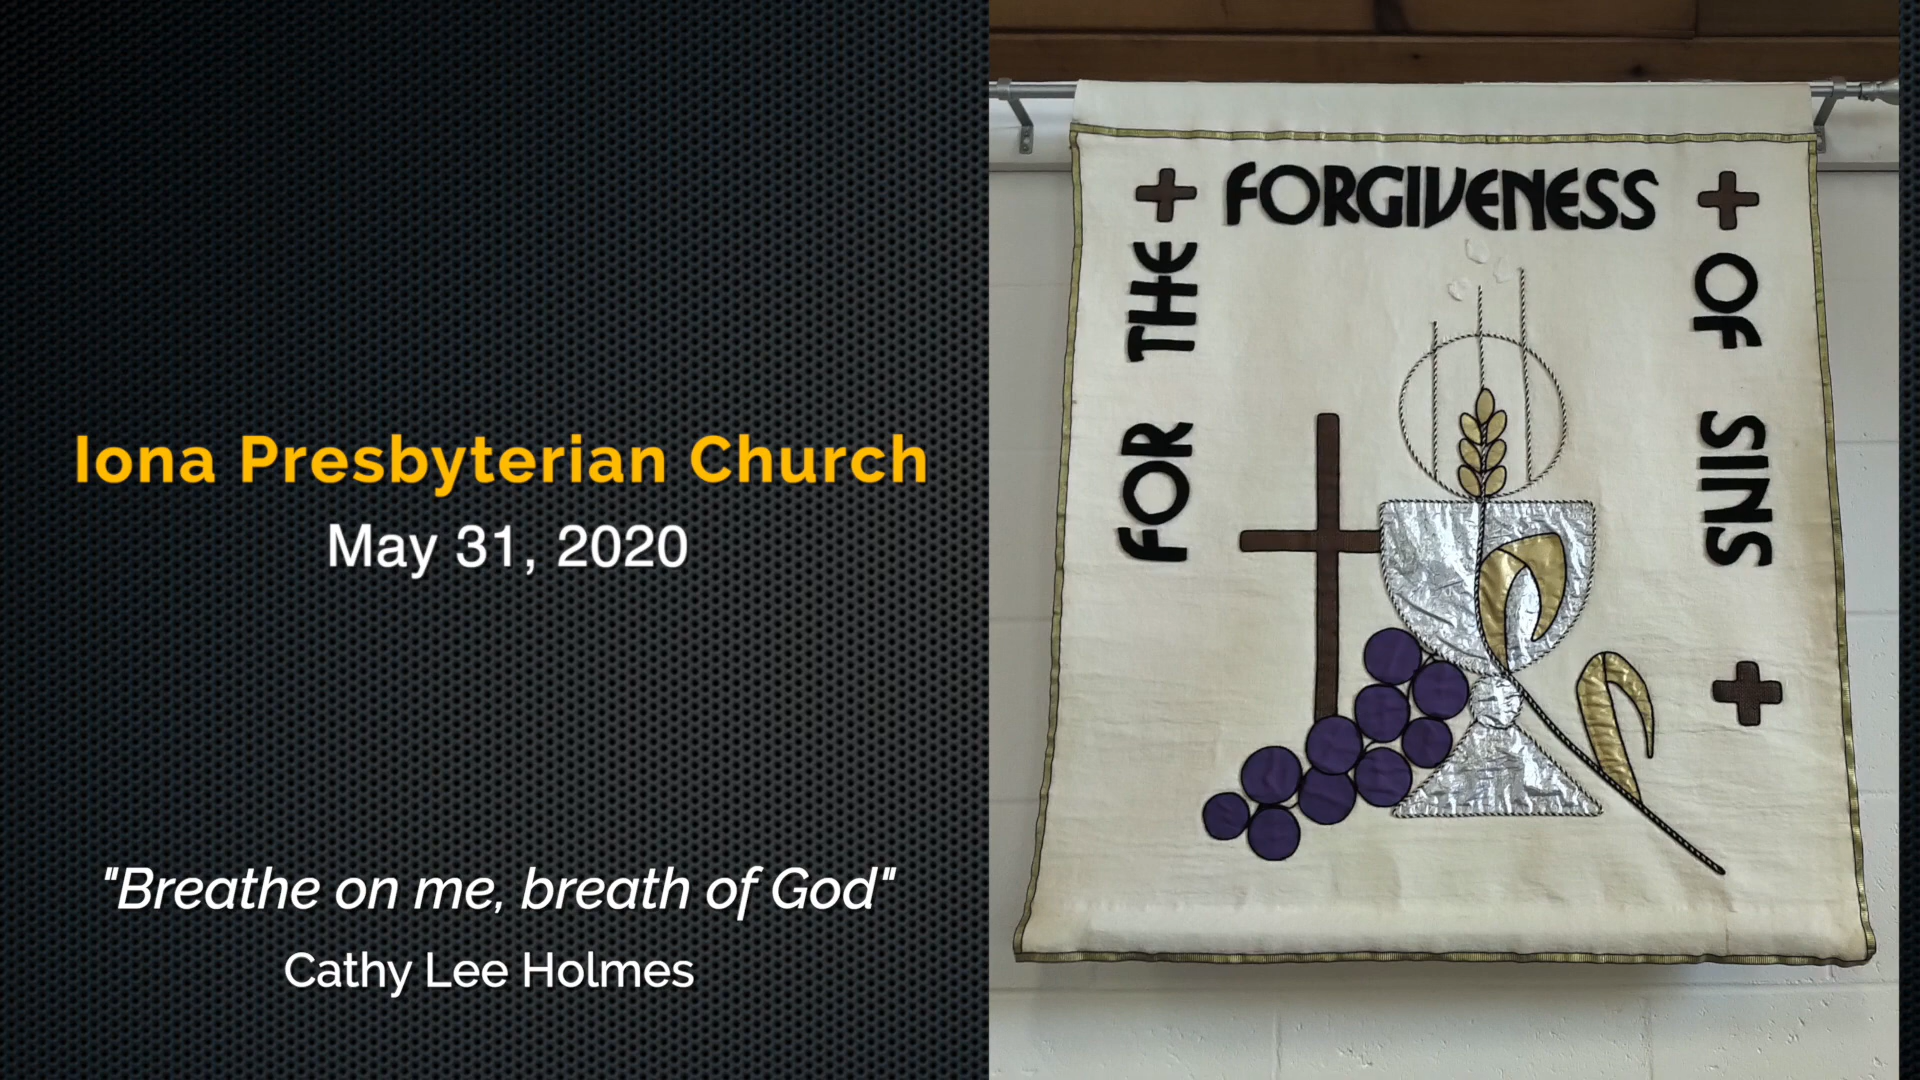 Iona Presbyterian Church
May 31, 2020
"Breathe on me, breath of God"
Cathy Lee Holmes
FOR THE
FORGIVENESS
OF SINS